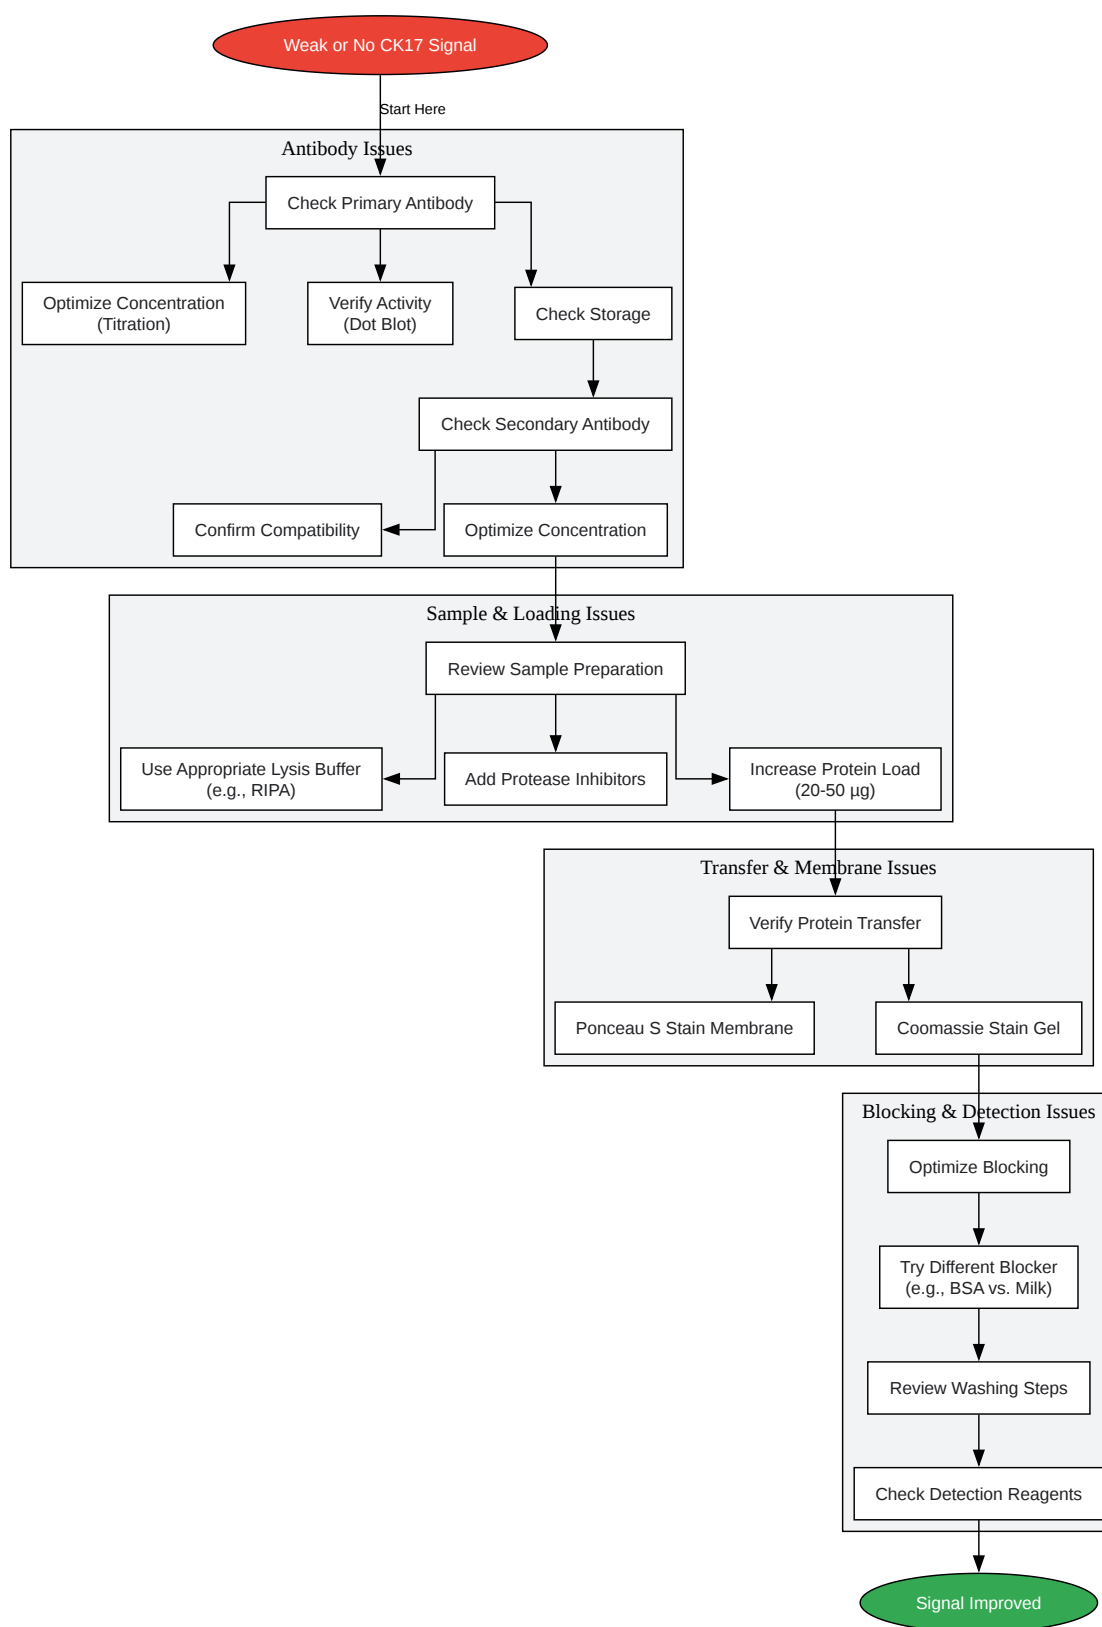 Weak or No CK17 Signal
Start Here
Antibody Issues
Check Primary Antibody
Optimize Concentration
(Titration)
Verify Activity
(Dot Blot)
Check Storage
Check Secondary Antibody
Confirm Compatibility
Optimize Concentration
Sample & Loading Issues
Review Sample Preparation
Use Appropriate Lysis Buffer
(e.g., RIPA)
Add Protease Inhibitors
Increase Protein Load
(20-50 µg)
Transfer & Membrane Issues
Verify Protein Transfer
Ponceau S Stain Membrane
Coomassie Stain Gel
Blocking & Detection Issues
Optimize Blocking
Try Different Blocker
(e.g., BSA vs. Milk)
Review Washing Steps
Check Detection Reagents
Signal Improved